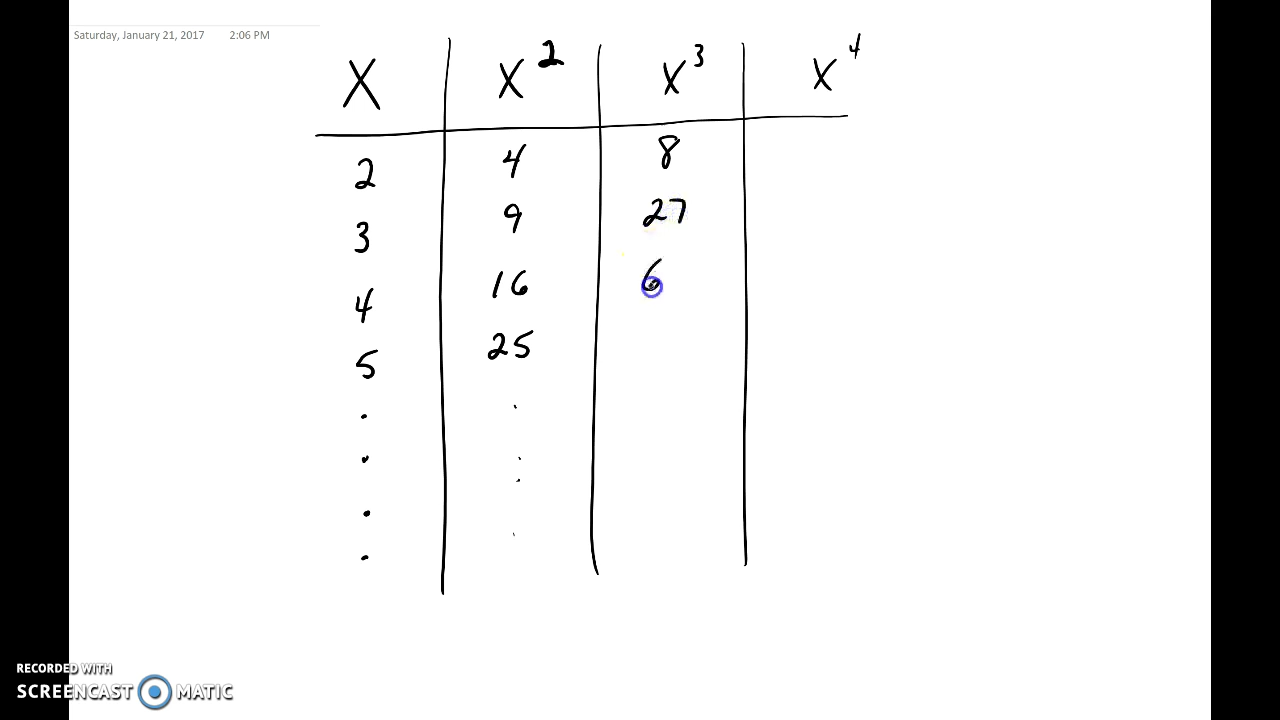 Saturday, January 21, 2017 2:06 PM
X X² X³ X⁴
2 4 8
3 9 27
4 16 6
5 25
RECORDED WITH
SCREENCAST MATIC